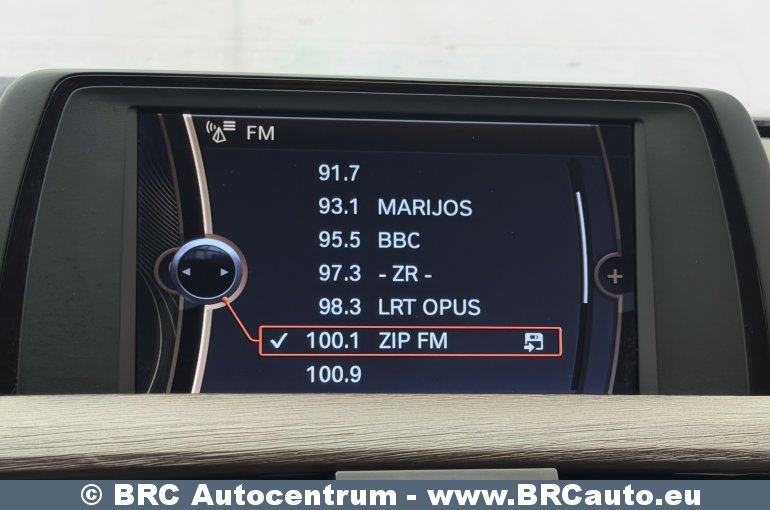 FM
91.7
93.1 MARIJOS
95.5 BBC
97.3 - ZR -
98.3 LRT OPUS
✓ 100.1 ZIP FM
100.9
© BRC Autocentrum - www.BRCauto.eu